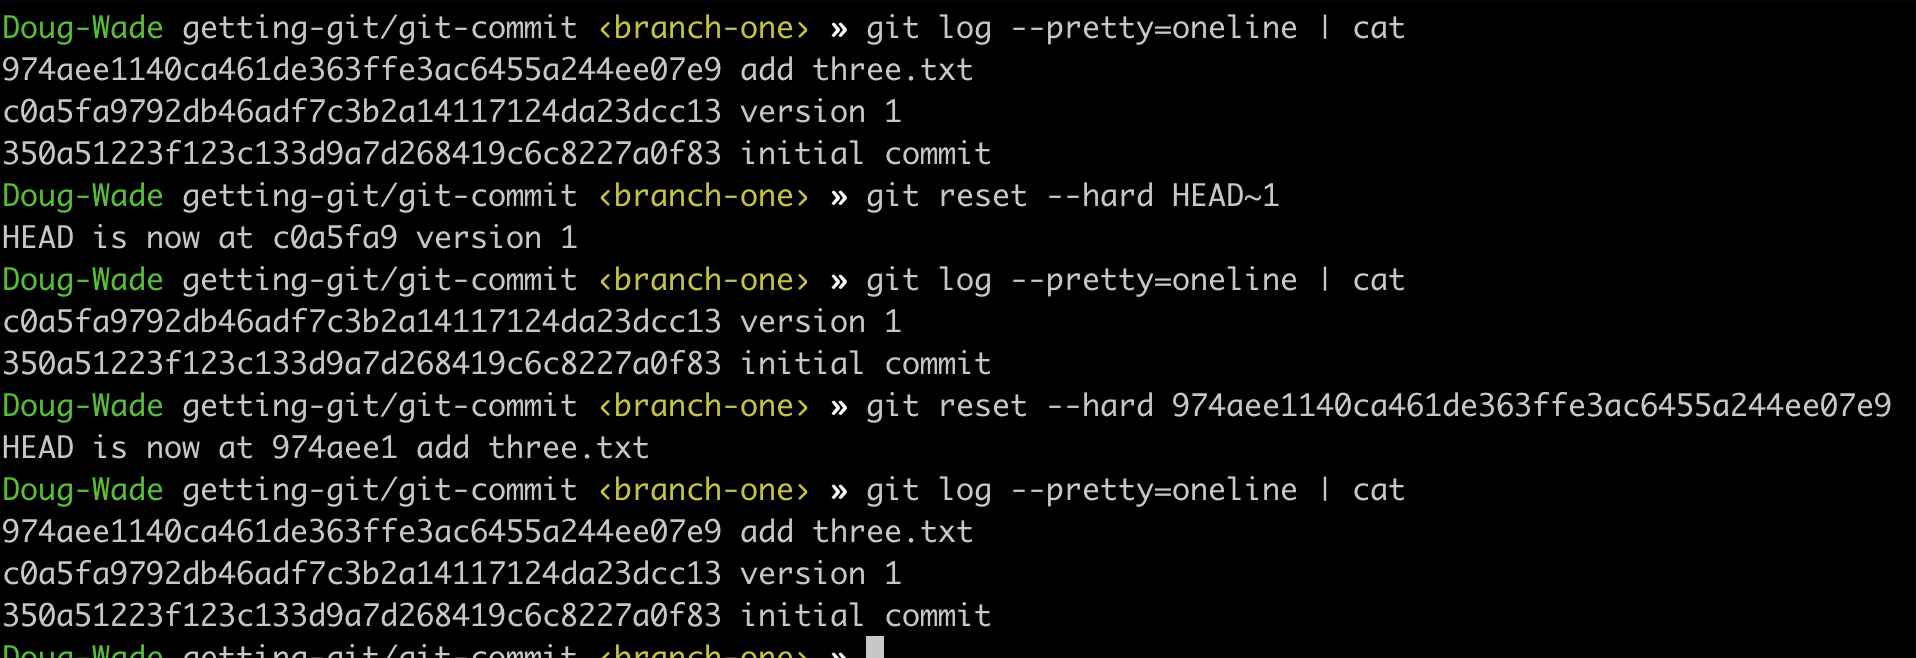 Doug-Wade getting-git/git-commit ‹branch-one› » git log --pretty=oneline | cat
974aee1140ca461de363ffe3ac6455a244ee07e9 add three.txt
c0a5fa9792db46adf7c3b2a14117124da23dcc13 version 1
350a51223f123c133d9a7d268419c6c8227a0f83 initial commit
Doug-Wade getting-git/git-commit ‹branch-one› » git reset --hard HEAD~1
HEAD is now at c0a5fa9 version 1
Doug-Wade getting-git/git-commit ‹branch-one› » git log --pretty=oneline | cat
c0a5fa9792db46adf7c3b2a14117124da23dcc13 version 1
350a51223f123c133d9a7d268419c6c8227a0f83 initial commit
Doug-Wade getting-git/git-commit ‹branch-one› » git reset --hard 974aee1140ca461de363ffe3ac6455a244ee07e9
HEAD is now at 974aee1 add three.txt
Doug-Wade getting-git/git-commit ‹branch-one› » git log --pretty=oneline | cat
974aee1140ca461de363ffe3ac6455a244ee07e9 add three.txt
c0a5fa9792db46adf7c3b2a14117124da23dcc13 version 1
350a51223f123c133d9a7d268419c6c8227a0f83 initial commit
Doug-Wade getting-git/git-commit ‹branch-one› »